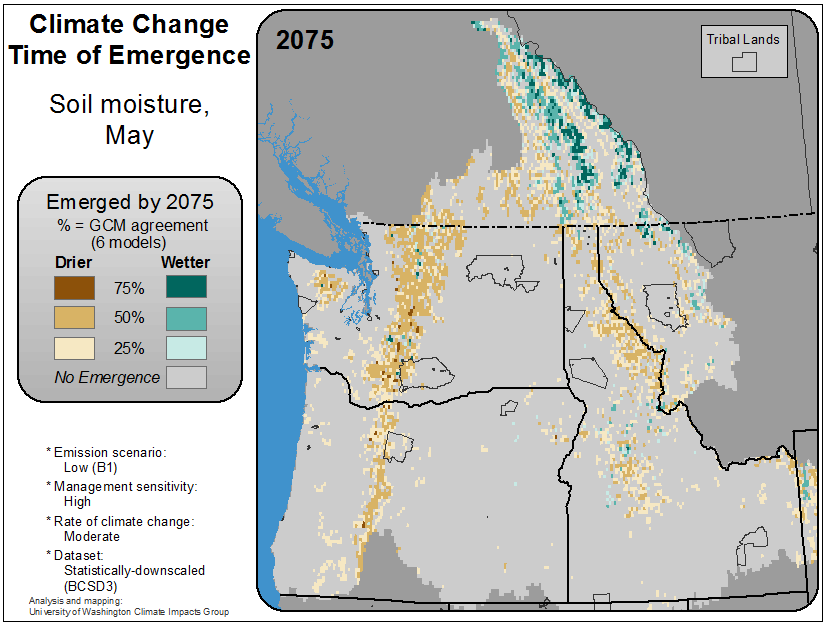 Climate Change
Time of Emergence
Soil moisture,
May
Emerged by 2075
% = GCM agreement
(6 models)
Drier Wetter
75%
50%
25%
No Emergence
* Emission scenario:
Low (B1)
* Management sensitivity:
High
* Rate of climate change:
Moderate
* Dataset:
Statistically-downscaled
(BCSD3)
Analysis and mapping:
University of Washington Climate Impacts Group
2075
Tribal Lands